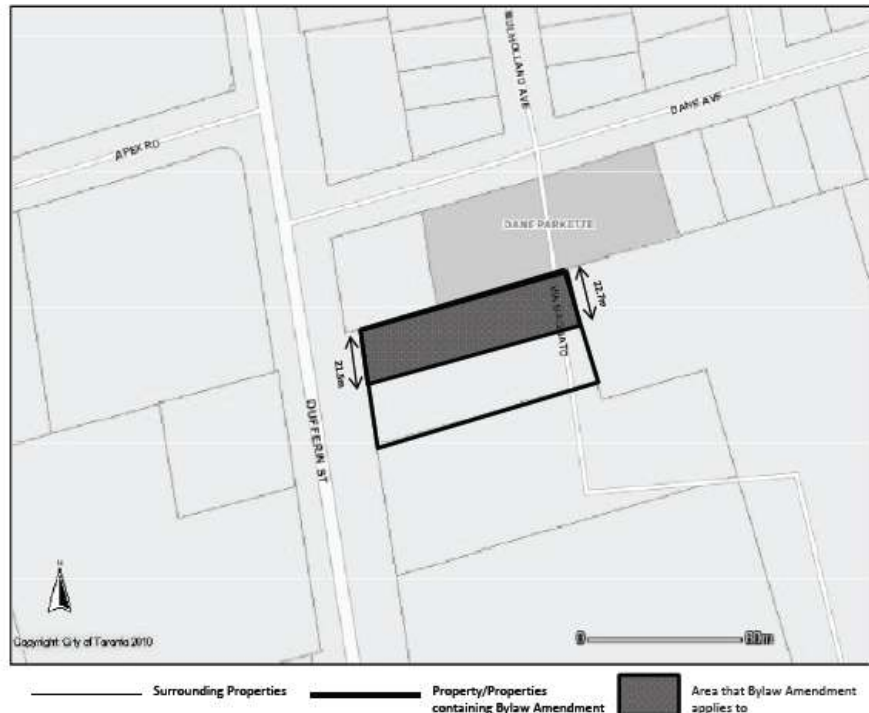 MULHOLLAND AVE
DANE AVE
APEX RD
DANE PARKETTE
22.7m
21.5m
DUFFERIN ST
N
Copyright: City of Toronto 2010
0 60m
Surrounding Properties
Property/Properties
containing Bylaw Amendment
Area that Bylaw Amendment
applies to